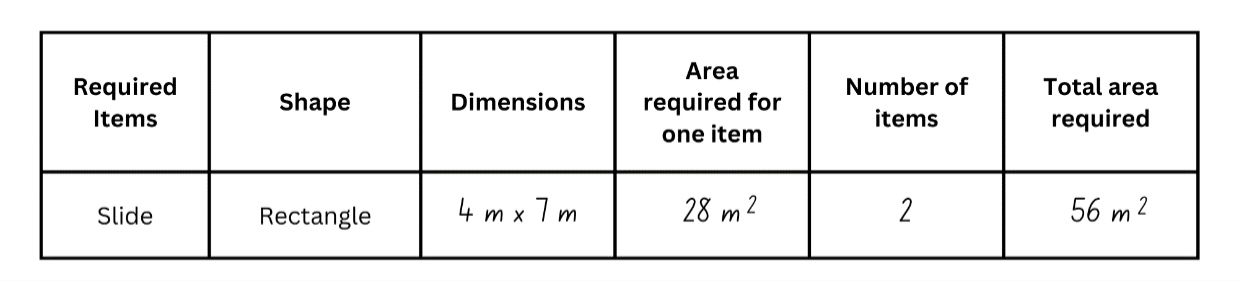 Required
Items
Shape
Dimensions
Area
required for
one item
Number of
items
Total area
required
Slide
Rectangle
4 m x 7 m
28 m²
2
56 m²